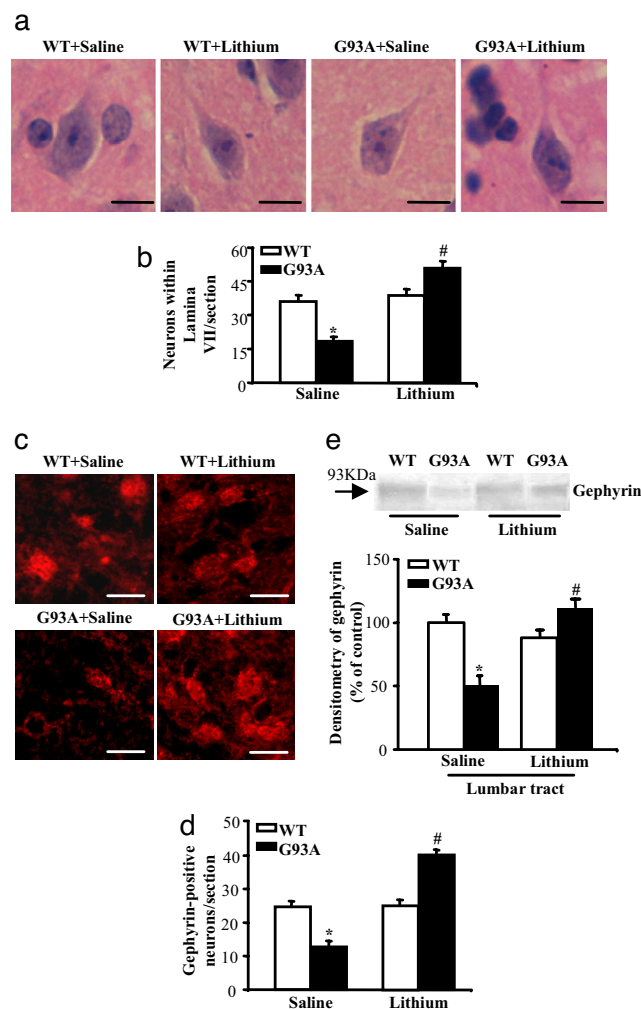 a
WT+Saline WT+Lithium G93A+Saline G93A+Lithium
b
Neurons within
Lamina
VII/section
60
45
30
15
0
WT
G93A
*
#
Saline Lithium
c
WT+Saline WT+Lithium
G93A+Saline G93A+Lithium
e
93KDa
WT G93A WT G93A
Gephyrin
Saline Lithium
Densitometry of gephyrin
(% of control)
150
100
50
0
WT
G93A
*
#
Saline Lithium
Lumbar tract
d
Gephyrin-positive
neurons/section
50
40
30
20
10
0
WT
G93A
*
#
Saline Lithium